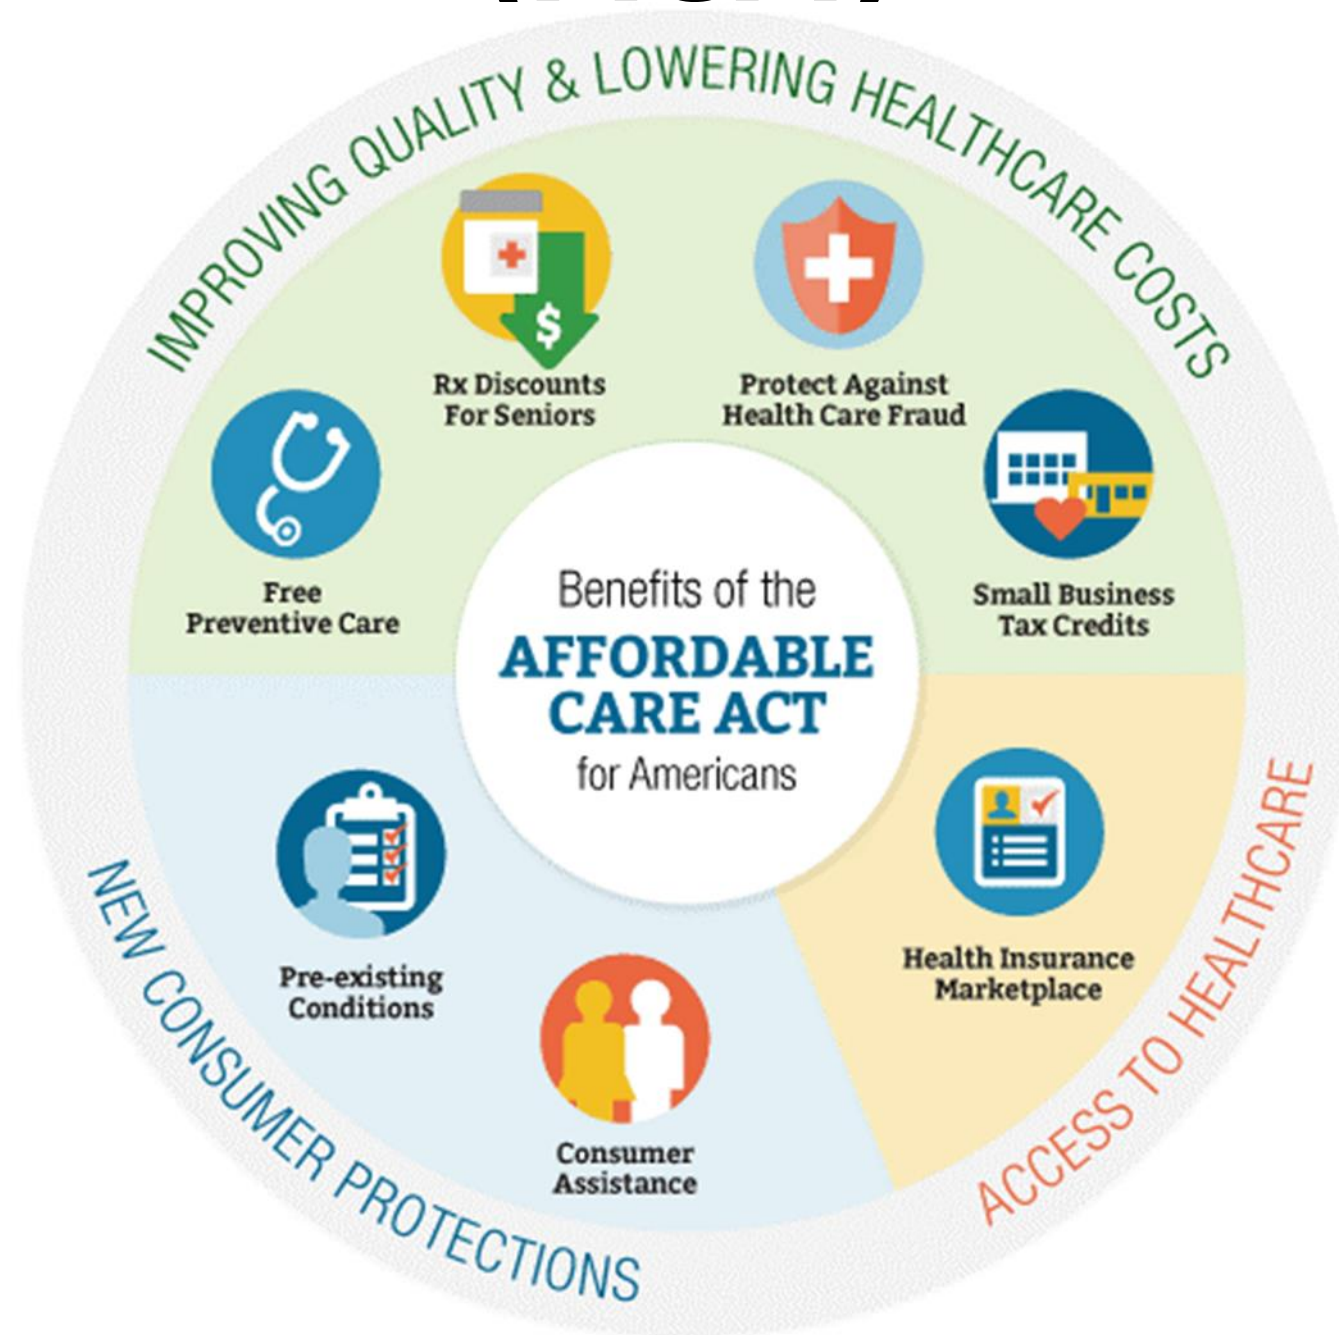 IMPROVING QUALITY & LOWERING HEALTHCARE COSTS
Rx Discounts
For Seniors
Protect Against
Health Care Fraud
Free
Preventive Care
Small Business
Tax Credits
Benefits of the
AFFORDABLE
CARE ACT
for Americans
Pre-existing
Conditions
Health Insurance
Marketplace
Consumer
Assistance
NEW CONSUMER PROTECTIONS
ACCESS TO HEALTHCARE